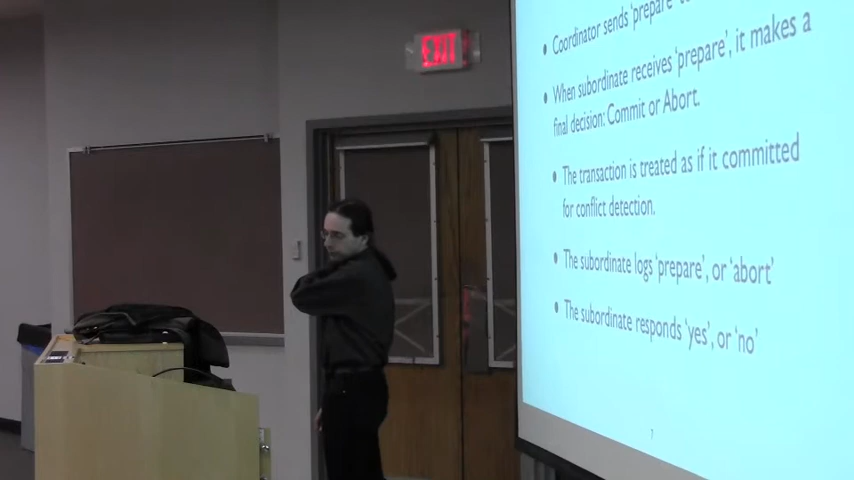 Coordinator sends 'prepare'
EXIT
• When subordinate receives 'prepare', it makes a
final decision: Commit or Abort.
• The transaction is treated as if it committed
for conflict detection.
• The subordinate logs 'prepare', or 'abort'
• The subordinate responds 'yes', or 'no'
7